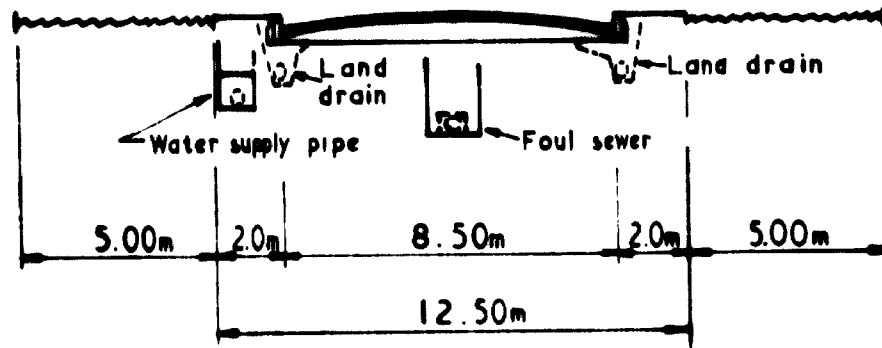 Land
drain
Land drain
Water supply pipe
Foul sewer
5.00m
2.0m
8.50m
2.0m
5.00m
12.50m